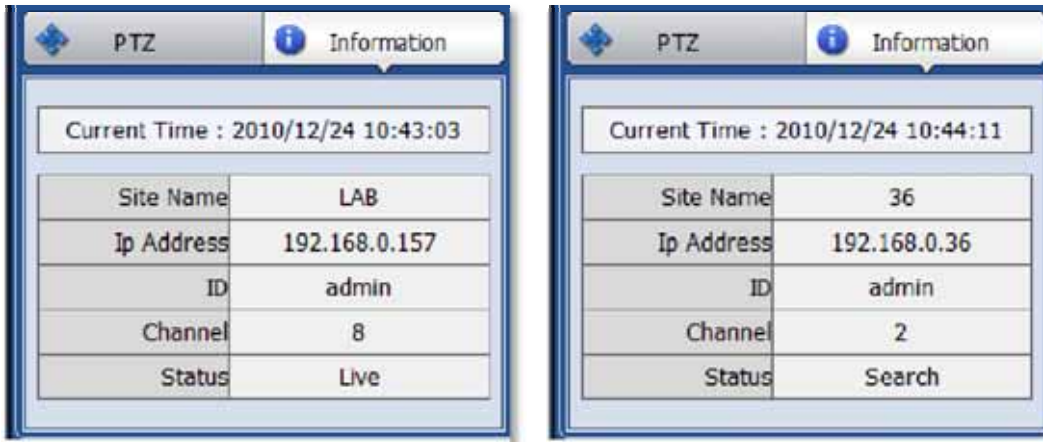 PTZ Information
Current Time : 2010/12/24 10:43:03
Site Name LAB
Ip Address 192.168.0.157
ID admin
Channel 8
Status Live
PTZ Information
Current Time : 2010/12/24 10:44:11
Site Name 36
Ip Address 192.168.0.36
ID admin
Channel 2
Status Search